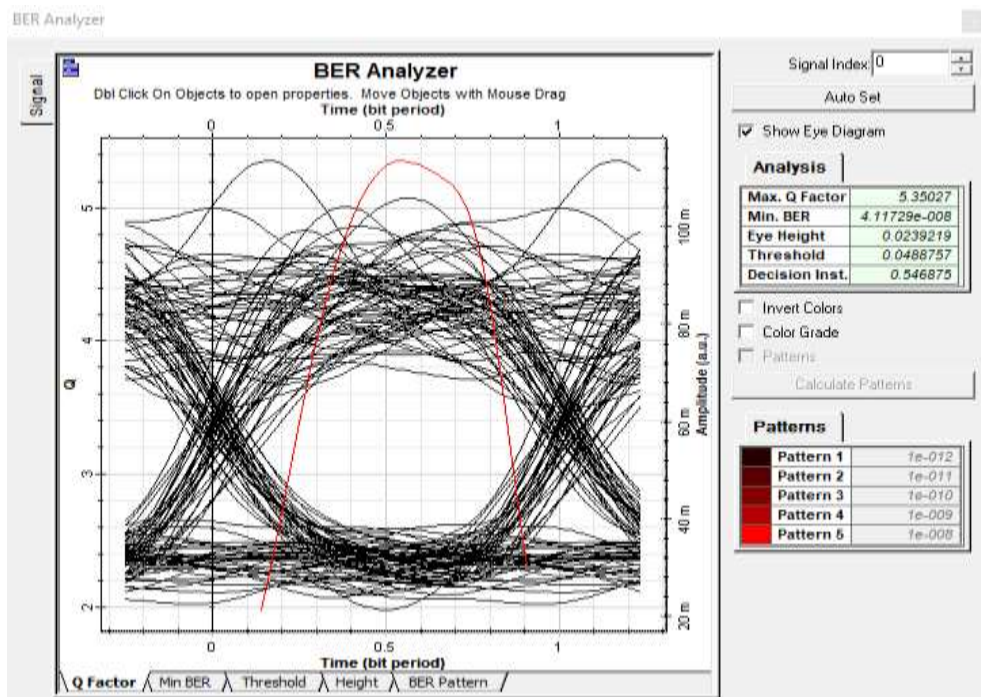 BER Analyzer
Signal
BER Analyzer
Dbl Click On Objects to open properties. Move Objects with Mouse Drag
Time (bit period)
0 0.5 1
5
4
3
2
Q
100 m
80 m
60 m
40 m
20 m
Amplitude (a.u.)
0 0.5 1
Time (bit period)
Q Factor Min BER Threshold Height BER Pattern
Signal Index: 0
Auto Set
Show Eye Diagram
Analysis
Max. Q Factor 5.35027
Min. BER 4.11729e-008
Eye Height 0.0239219
Threshold 0.0488757
Decision Inst. 0.546875
Invert Colors
Color Grade
Patterns
Calculate Patterns
Patterns
Pattern 1 1e-012
Pattern 2 1e-011
Pattern 3 1e-010
Pattern 4 1e-009
Pattern 5 1e-008